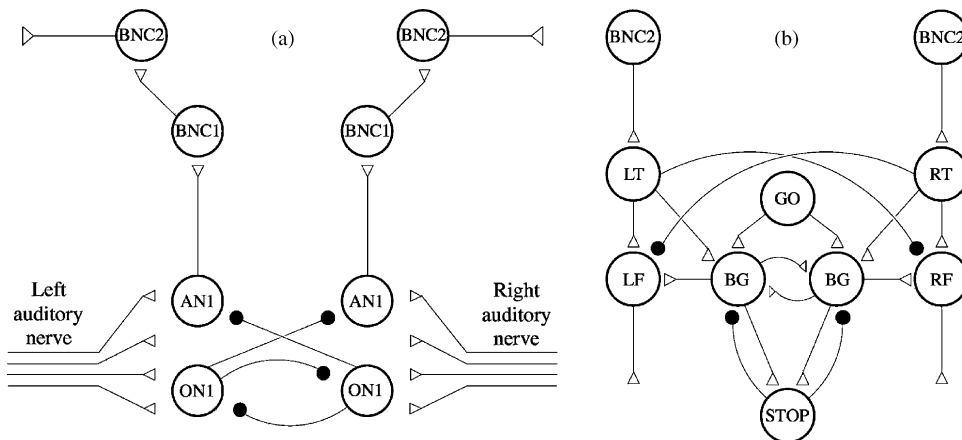 BNC2 (a) BNC2
BNC1 BNC1
AN1 AN1
Left
auditory
nerve
Right
auditory
nerve
ON1 ON1
BNC2 (b) BNC2
LT RT
GO
LF BG BG RF
STOP